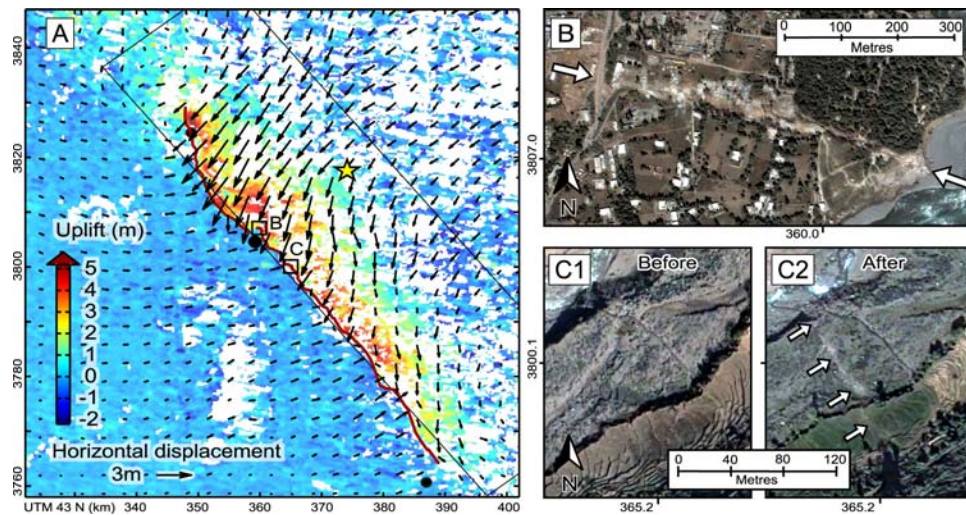 A
3840
3820
3800
3780
3760
Uplift (m)
5
4
3
2
1
0
-1
-2
Horizontal displacement
3m
B
C
UTM 43 N (km)
340
350
360
370
380
390
400
B
0 100 200 300
Metres
3807.0
N
360.0
C1
Before
3800.1
N
365.2
C2
After
0 40 80 120
Metres
365.2